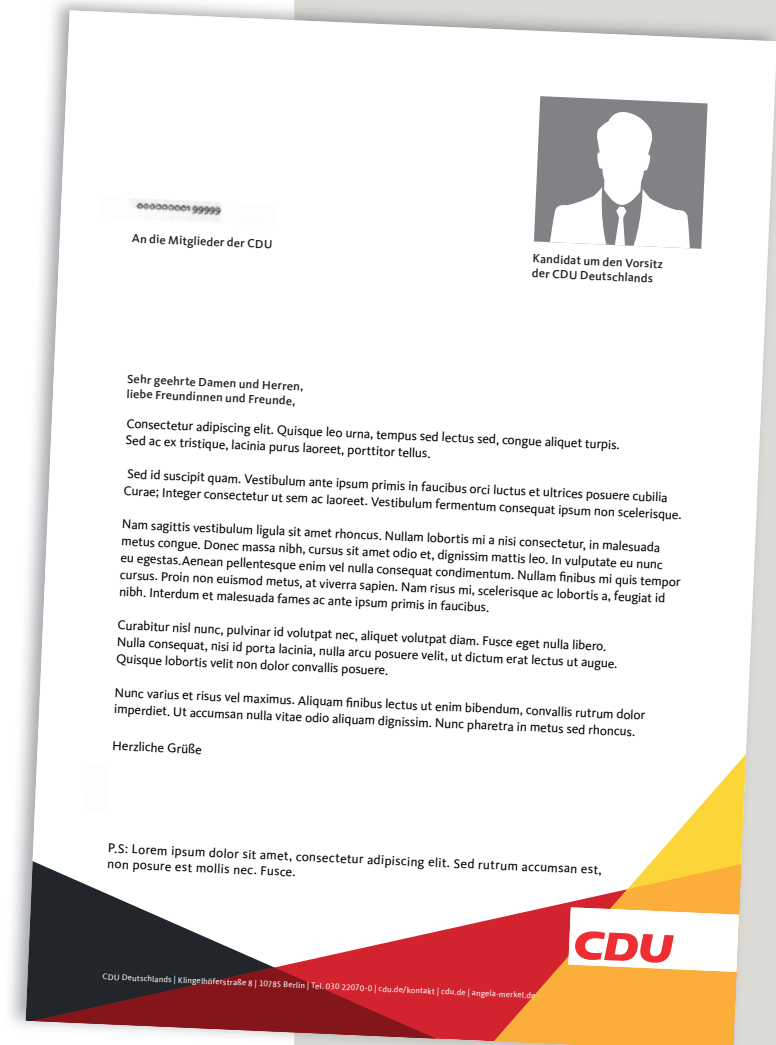 An die Mitglieder der CDU
Kandidat um den Vorsitz
der CDU Deutschlands
Sehr geehrte Damen und Herren,
liebe Freundinnen und Freunde,
Consectetur adipiscing elit. Quisque leo urna, tempus sed lectus sed, congue aliquet turpis.
Sed ac ex tristique, lacinia purus laoreet, porttitor tellus.
Sed id suscipit quam. Vestibulum ante ipsum primis in faucibus orci luctus et ultrices posuere cubilia
Curae; Integer consectetur ut sem ac laoreet. Vestibulum fermentum consequat ipsum non scelerisque.
Nam sagittis vestibulum ligula sit amet rhoncus. Nullam lobortis mi a nisi consectetur, in malesuada
metus congue. Donec massa nibh, cursus sit amet odio et, dignissim mattis leo. In vulputate eu nunc
eu egestas.Aenean pellentesque enim vel nulla consequat condimentum. Nullam finibus mi quis tempor
cursus. Proin non euismod metus, at viverra sapien. Nam risus mi, scelerisque ac lobortis a, feugiat id
nibh. Interdum et malesuada fames ac ante ipsum primis in faucibus.
Curabitur nisl nunc, pulvinar id volutpat nec, aliquet volutpat diam. Fusce eget nulla libero.
Nulla consequat, nisi id porta lacinia, nulla arcu posuere velit, ut dictum erat lectus ut augue.
Quisque lobortis velit non dolor convallis posuere.
Nunc varius et risus vel maximus. Aliquam finibus lectus ut enim bibendum, convallis rutrum dolor
imperdiet. Ut accumsan nulla vitae odio aliquam dignissim. Nunc pharetra in metus sed rhoncus.
Herzliche Grüße
P.S: Lorem ipsum dolor sit amet, consectetur adipiscing elit. Sed rutrum accumsan est,
non posure est mollis nec. Fusce.
CDU
CDU Deutschlands | Klingelhöferstraße 8 | 10785 Berlin | Tel. 030 22070-0 | cdu.de/kontakt | cdu.de | angela-merkel.de